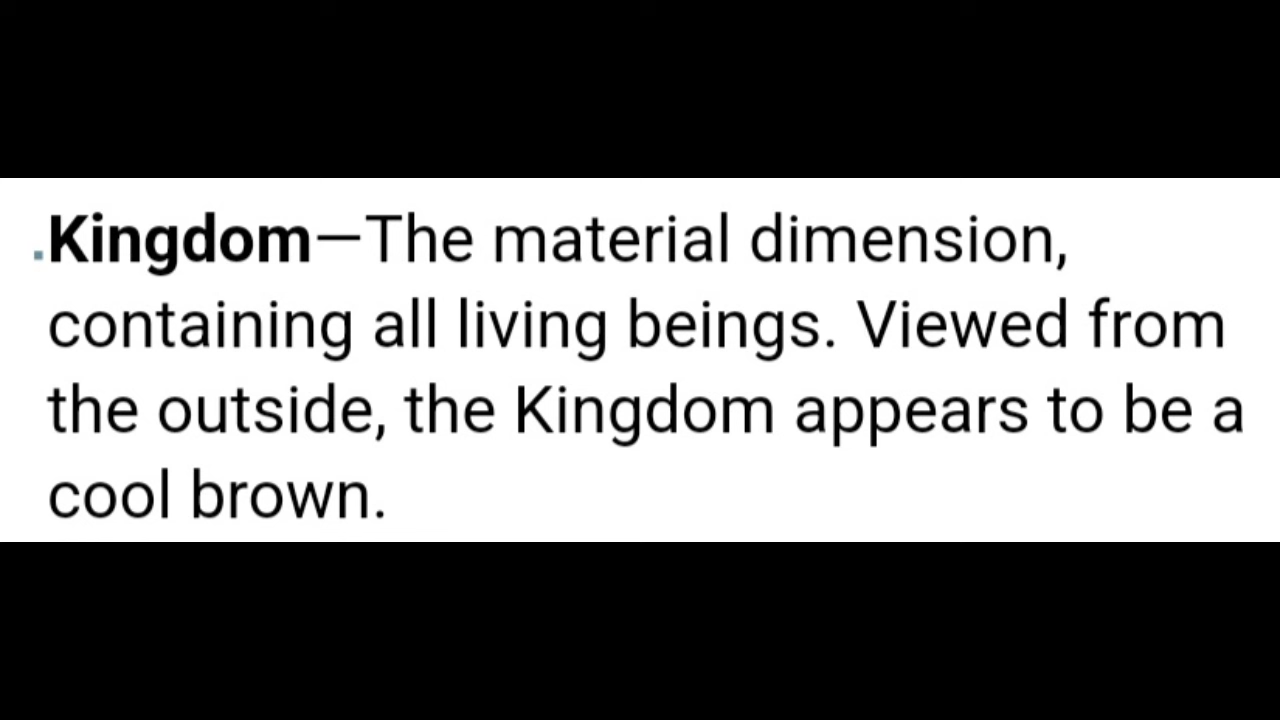 Kingdom—The material dimension,
containing all living beings. Viewed from
the outside, the Kingdom appears to be a
cool brown.